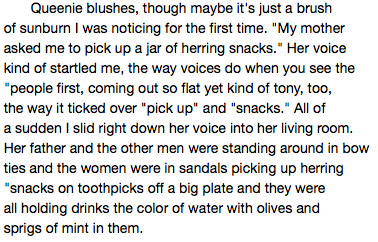 Queenie blushes, though maybe it's just a brush
of sunburn I was noticing for the first time. "My mother
asked me to pick up a jar of herring snacks." Her voice
kind of startled me, the way voices do when you see the
"people first, coming out so flat yet kind of tony, too,
the way it ticked over "pick up" and "snacks." All of
a sudden I slid right down her voice into her living room.
Her father and the other men were standing around in bow
ties and the women were in sandals picking up herring
"snacks on toothpicks off a big plate and they were
all holding drinks the color of water with olives and
sprigs of mint in them.